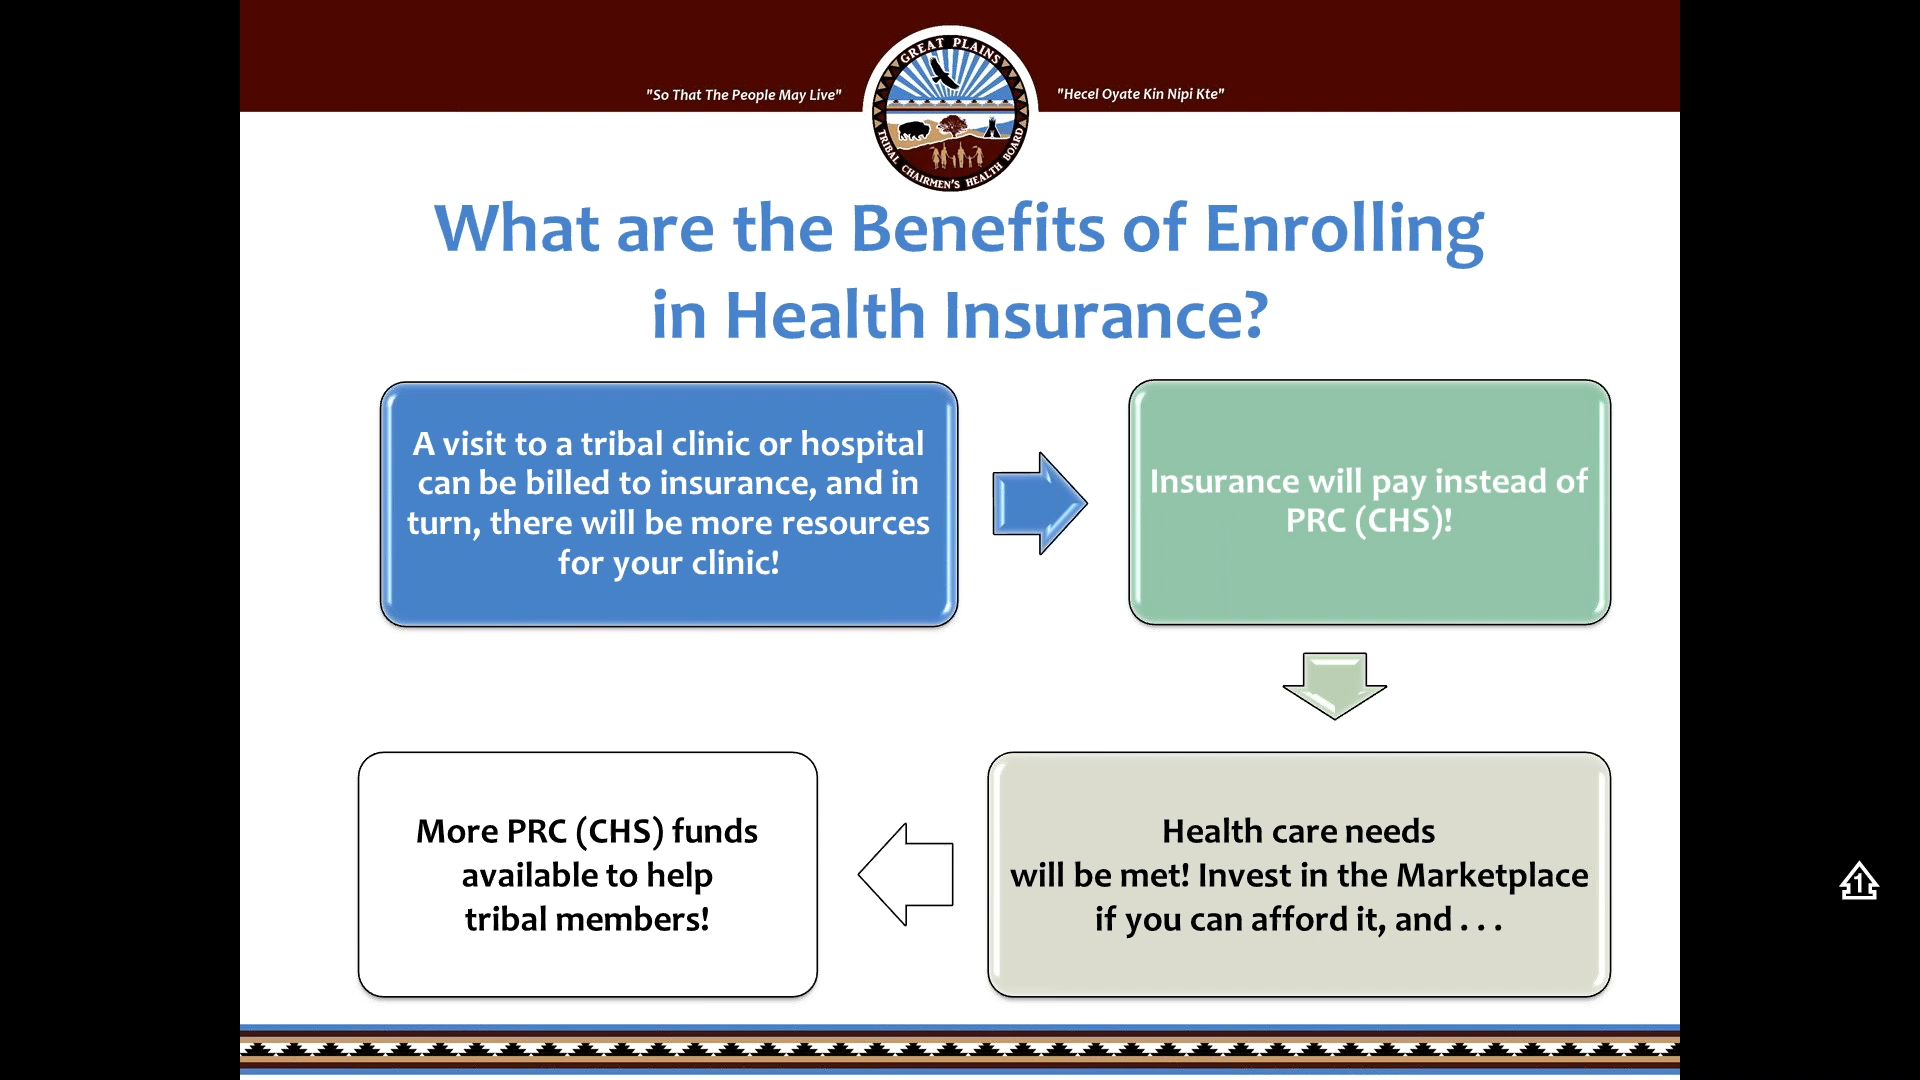 "So That The People May Live"
GREAT PLAINS
TRIBAL CHAIRMEN'S HEALTH BOARD
"Hecel Oyate Kin Nipi Kte"
What are the Benefits of Enrolling
in Health Insurance?
A visit to a tribal clinic or hospital
can be billed to insurance, and in
turn, there will be more resources
for your clinic!
Insurance will pay instead of
PRC (CHS)!
Health care needs
will be met! Invest in the Marketplace
if you can afford it, and . . .
More PRC (CHS) funds
available to help
tribal members!
1